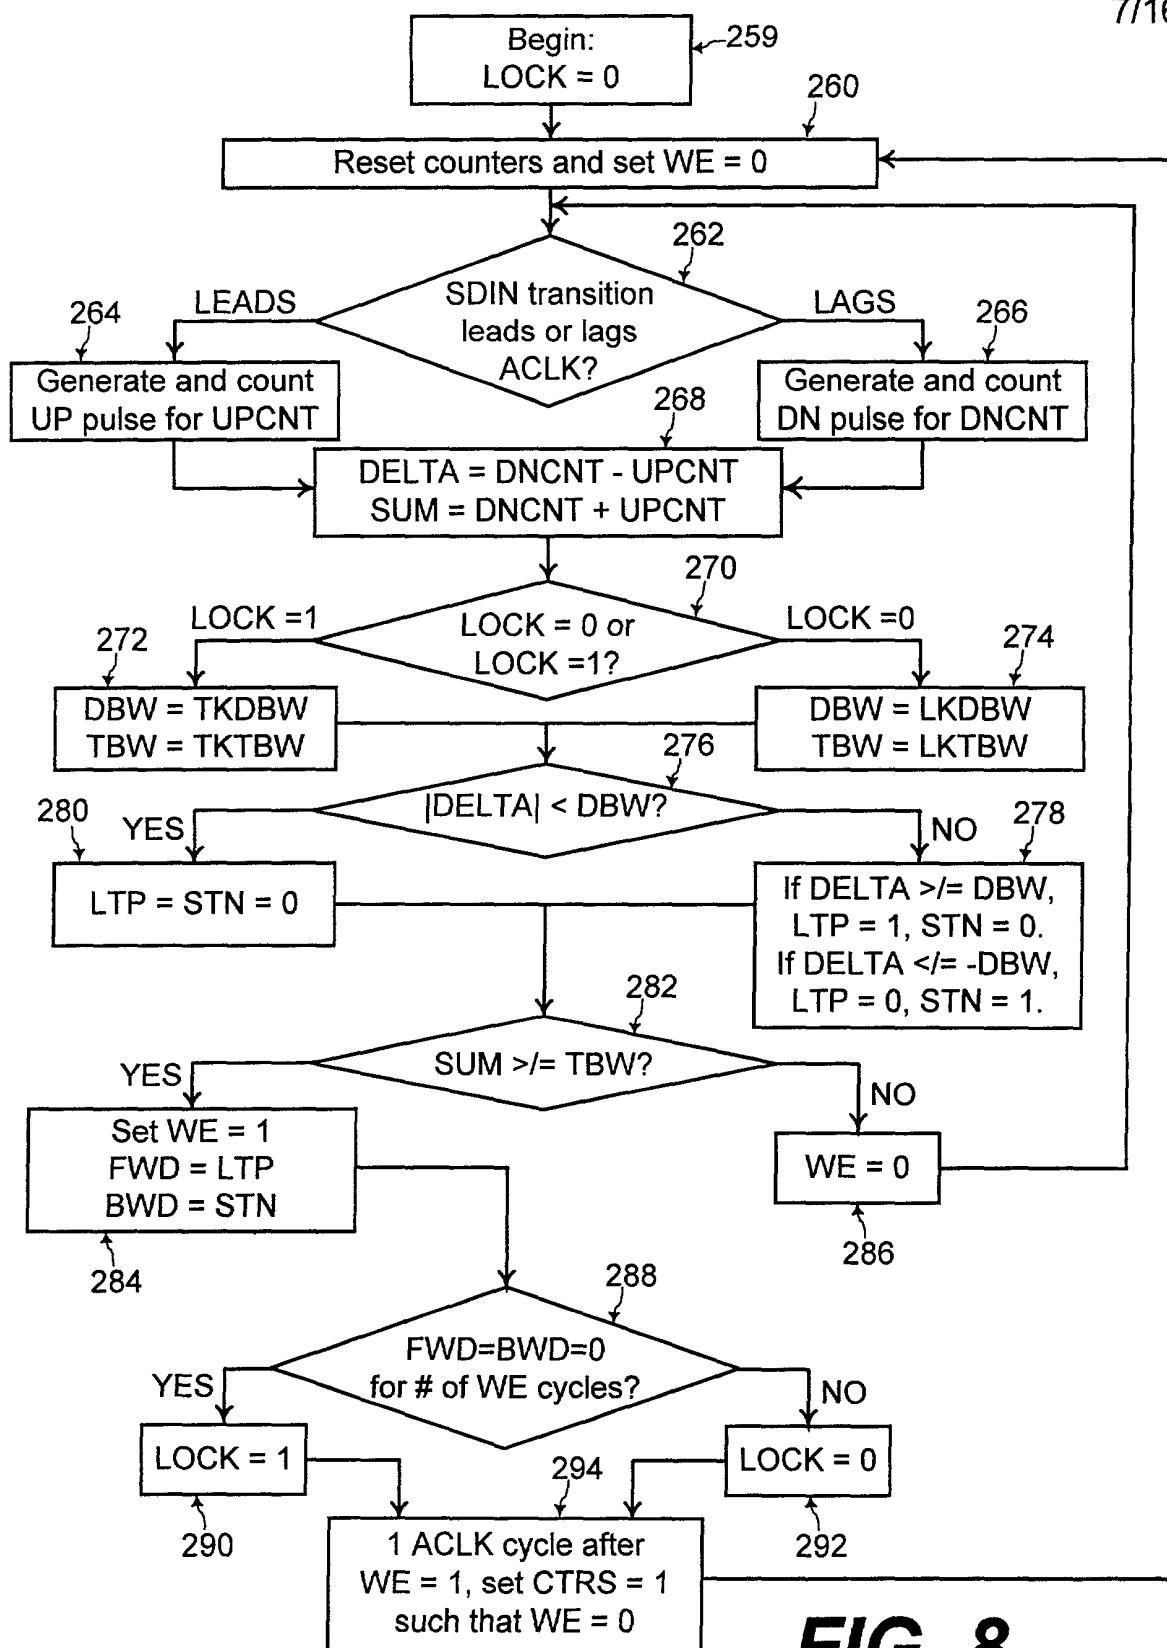 7/16
Begin:
LOCK = 0
259
260
Reset counters and set WE = 0
262
SDIN transition
leads or lags
ACLK?
LEADS
LAGS
264
266
Generate and count
UP pulse for UPCNT
Generate and count
DN pulse for DNCNT
268
DELTA = DNCNT - UPCNT
SUM = DNCNT + UPCNT
270
LOCK =1
LOCK = 0 or
LOCK =1?
LOCK =0
272
274
DBW = TKDBW
TBW = TKTBW
DBW = LKDBW
TBW = LKTBW
276
|DELTA| < DBW?
280
YES
NO
278
LTP = STN = 0
If DELTA >/= DBW,
LTP = 1, STN = 0.
If DELTA </= -DBW,
LTP = 0, STN = 1.
282
SUM >/= TBW?
YES
NO
Set WE = 1
FWD = LTP
BWD = STN
WE = 0
284
286
288
FWD=BWD=0
for # of WE cycles?
YES
NO
LOCK = 1
LOCK = 0
290
294
292
1 ACLK cycle after
WE = 1, set CTRS = 1
such that WE = 0
FIG. 8